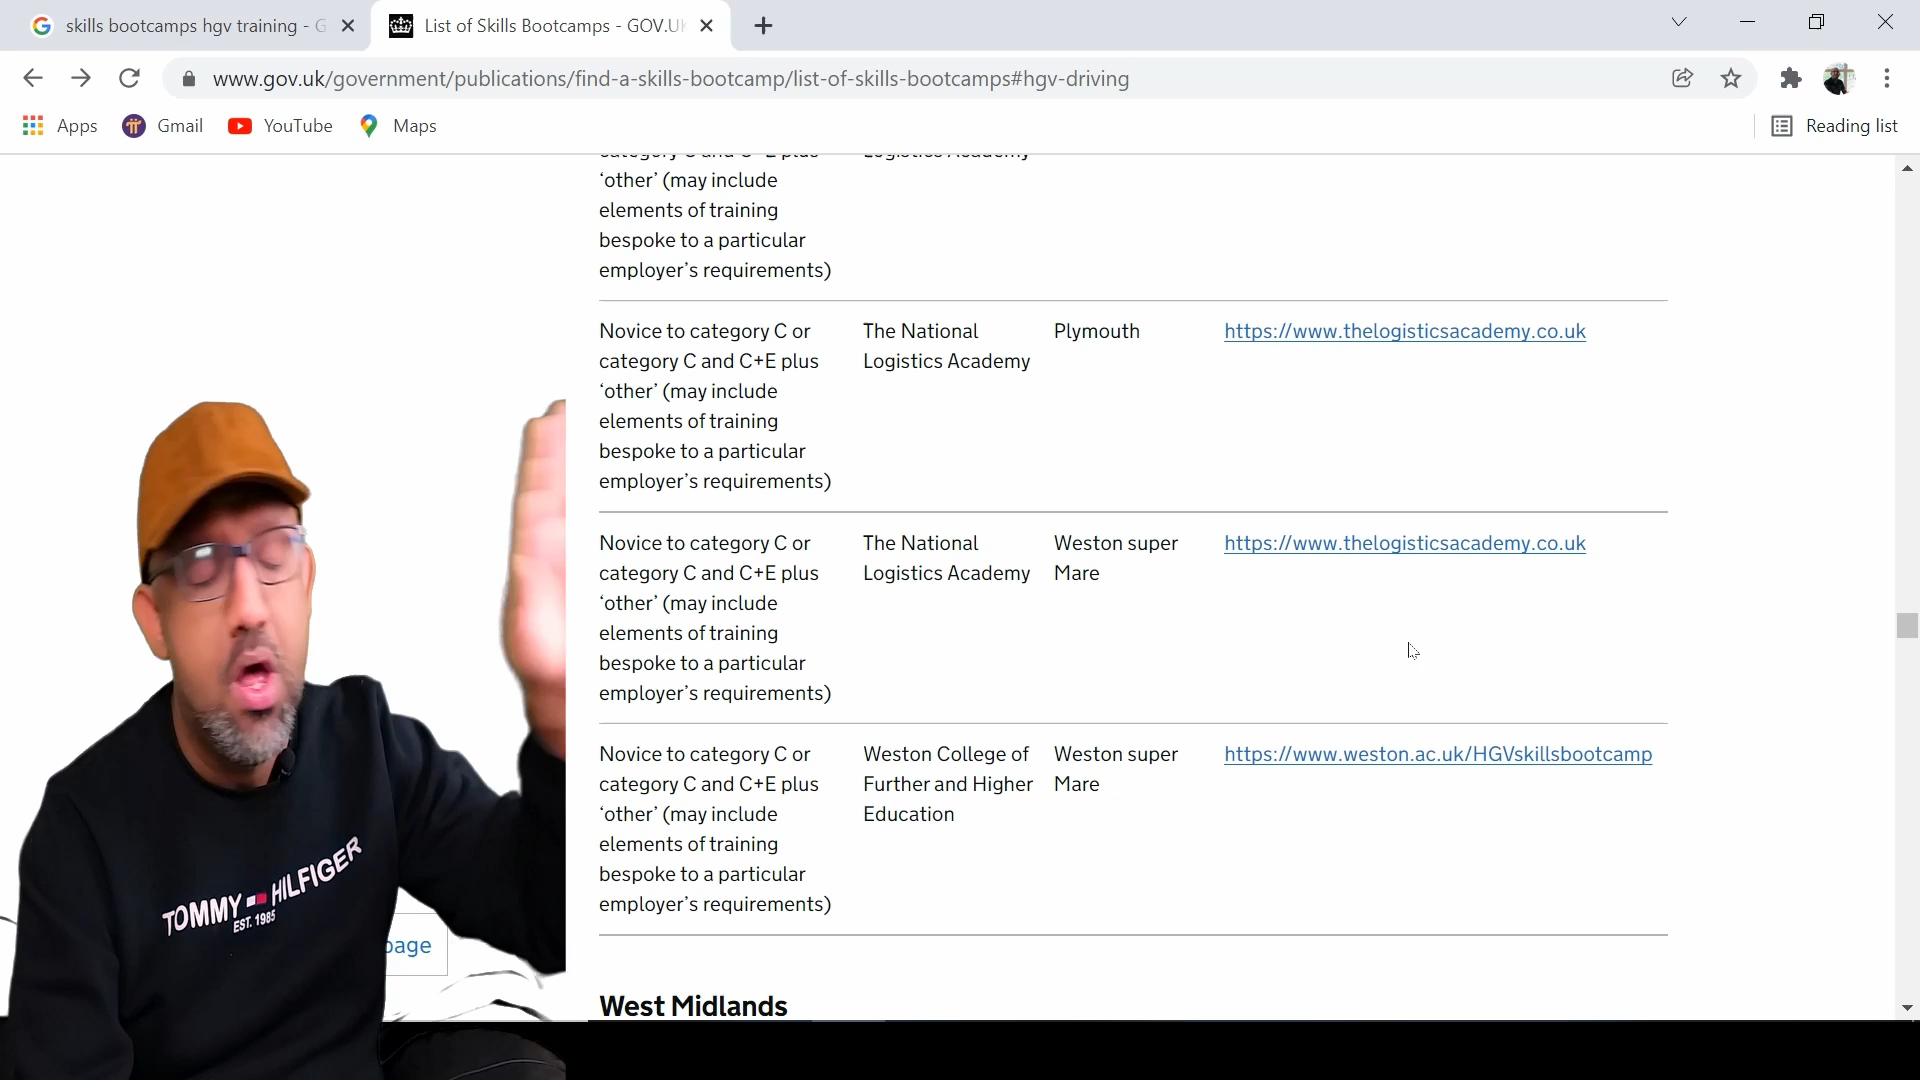 skills bootcamps hgv training - G
List of Skills Bootcamps - GOV.UK
www.gov.uk/government/publications/find-a-skills-bootcamp/list-of-skills-bootcamps#hgv-driving
Apps
Gmail
YouTube
Maps
Reading list
category C and C+E plus
Logistics Academy
‘other’ (may include
elements of training
bespoke to a particular
employer’s requirements)
Novice to category C or
category C and C+E plus
‘other’ (may include
elements of training
bespoke to a particular
employer’s requirements)
The National
Logistics Academy
Plymouth
https://www.thelogisticsacademy.co.uk
Novice to category C or
category C and C+E plus
‘other’ (may include
elements of training
bespoke to a particular
employer’s requirements)
The National
Logistics Academy
Weston super
Mare
https://www.thelogisticsacademy.co.uk
Novice to category C or
category C and C+E plus
‘other’ (may include
elements of training
bespoke to a particular
employer’s requirements)
Weston College of
Further and Higher
Education
Weston super
Mare
https://www.weston.ac.uk/HGVskillsbootcamp
West Midlands
page
TOMMY HILFIGER
EST. 1985